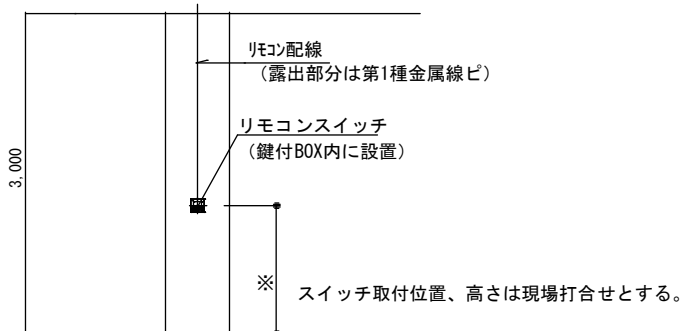 リモコン配線
（露出部分は第1種金属線ピ）
リモコンスイッチ
（鍵付BOX内に設置）
3,000
※
スイッチ取付位置、高さは現場打合せとする。